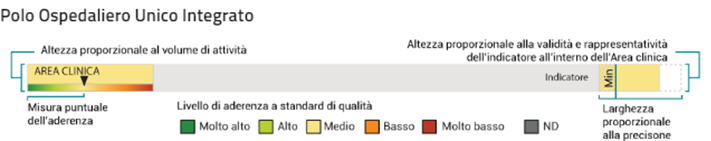 Polo Ospedaliero Unico Integrato
Altezza proporzionale al volume di attività
Altezza proporzionale alla validità e rappresentatività
dell'indicatore all'interno dell'Area clinica
AREA CLINICA
Indicatore
Min
Misura puntuale
dell'aderenza
Livello di aderenza a standard di qualità
Larghezza
proporzionale
alla precisone
Molto alto
Alto
Medio
Basso
Molto basso
ND